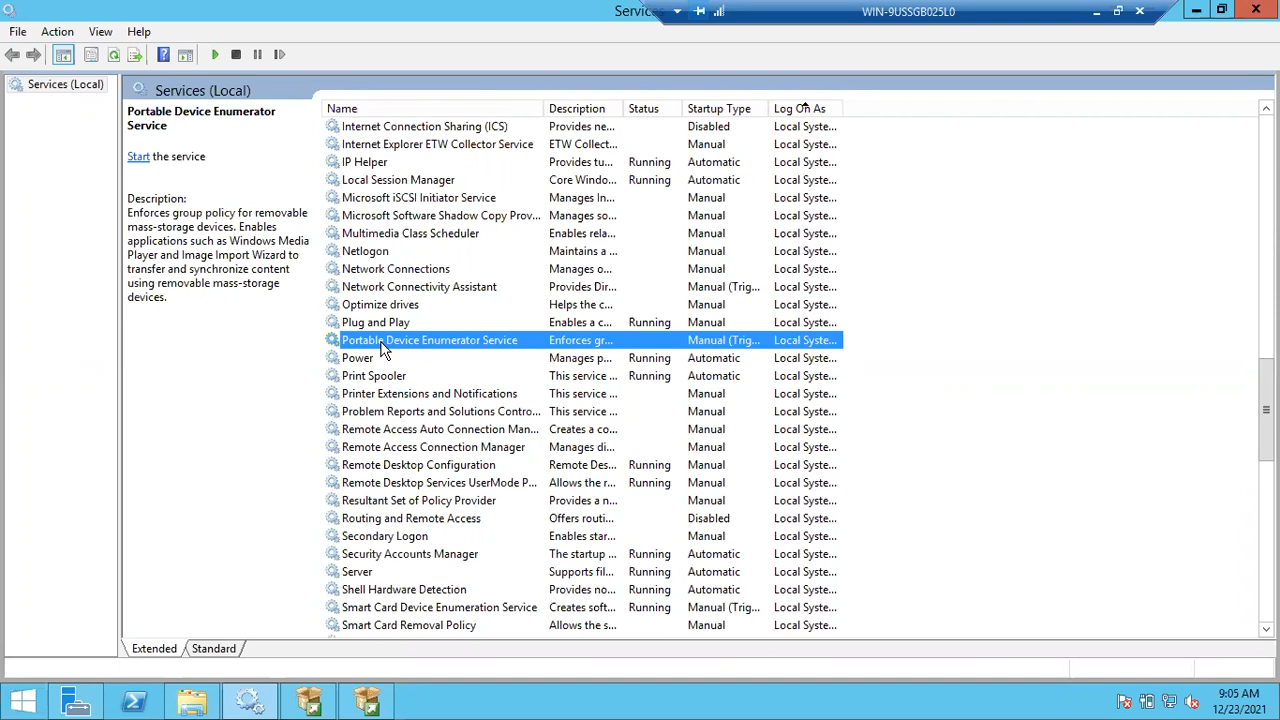 Services
WIN-9USSGB025L0
File Action View Help
Services (Local)
Services (Local)
Portable Device Enumerator
Service
Start the service
Description:
Enforces group policy for removable
mass-storage devices. Enables
applications such as Windows Media
Player and Image Import Wizard to
transfer and synchronize content
using removable mass-storage
devices.
Name Description Status Startup Type Log On As
Internet Connection Sharing (ICS) Provides ne... Disabled Local Syste...
Internet Explorer ETW Collector Service ETW Collect... Manual Local Syste...
IP Helper Provides tu... Running Automatic Local Syste...
Local Session Manager Core Windo... Running Automatic Local Syste...
Microsoft iSCSI Initiator Service Manages In... Manual Local Syste...
Microsoft Software Shadow Copy Prov... Manages so... Manual Local Syste...
Multimedia Class Scheduler Enables rela... Manual Local Syste...
Netlogon Maintains a ... Manual Local Syste...
Network Connections Manages o... Manual Local Syste...
Network Connectivity Assistant Provides Dir... Manual (Trig... Local Syste...
Optimize drives Helps the c... Manual Local Syste...
Plug and Play Enables a c... Running Manual Local Syste...
Portable Device Enumerator Service Enforces gr... Manual (Trig... Local Syste...
Power Manages p... Running Automatic Local Syste...
Print Spooler This service ... Running Automatic Local Syste...
Printer Extensions and Notifications This service ... Manual Local Syste...
Problem Reports and Solutions Contro... This service ... Manual Local Syste...
Remote Access Auto Connection Man... Creates a co... Manual Local Syste...
Remote Access Connection Manager Manages di... Manual Local Syste...
Remote Desktop Configuration Remote Des... Running Manual Local Syste...
Remote Desktop Services UserMode P... Allows the r... Running Manual Local Syste...
Resultant Set of Policy Provider Provides a n... Manual Local Syste...
Routing and Remote Access Offers routi... Disabled Local Syste...
Secondary Logon Enables star... Manual Local Syste...
Security Accounts Manager The startup ... Running Automatic Local Syste...
Server Supports fil... Running Automatic Local Syste...
Shell Hardware Detection Provides no... Running Automatic Local Syste...
Smart Card Device Enumeration Service Creates soft... Running Manual (Trig... Local Syste...
Smart Card Removal Policy Allows the s... Manual Local Syste...
Extended Standard
9:05 AM
12/23/2021